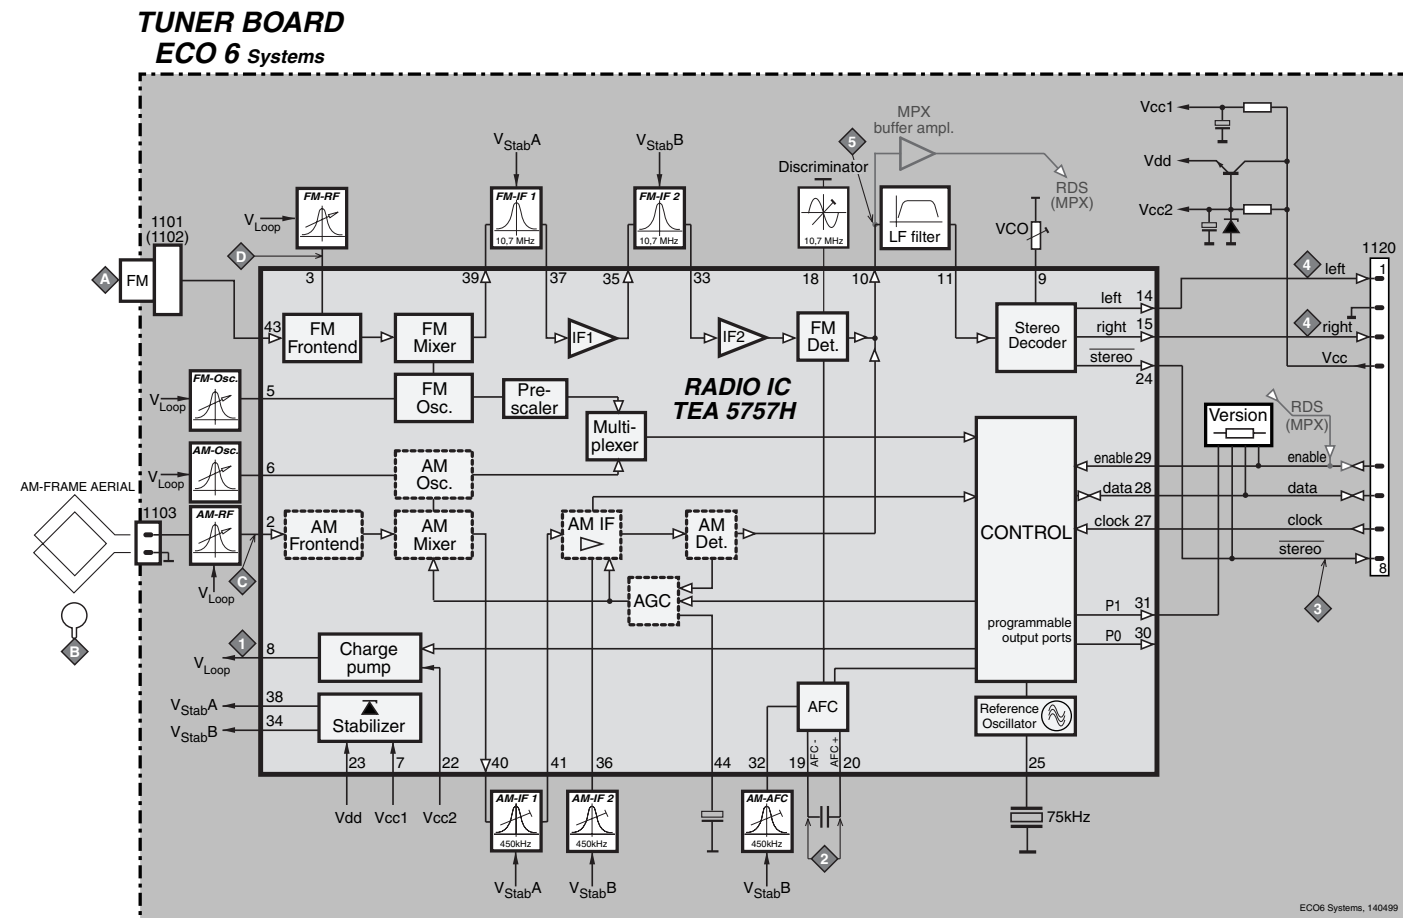 TUNER BOARD
ECO 6 Systems
Vcc1
MPX
buffer ampl.
5
VStabA
VStabB
Discriminator
Vdd
RDS
(MPX)
FM-RF
FM-IF 1
FM-IF 2
VLoop
Vcc2
1101
(1102)
10,7 MHz
10,7 MHz
10,7 MHz
LF filter
VCO
1120
D
A
FM
3
39
37
35
33
18
10
11
9
4
left
1
43
FM
Frontend
FM
Mixer
IF1
IF2
FM
Det.
Stereo
Decoder
left
14
right
15
4
right
stereo
24
Vcc
FM-Osc.
VLoop
5
FM
Osc.
Pre-
scaler
RADIO IC
TEA 5757H
Multi-
plexer
Version
RDS
(MPX)
AM-Osc.
VLoop
6
AM
Osc.
enable
29
enable
AM-FRAME AERIAL
data
28
data
1103
AM-RF
2
AM
Frontend
AM
Mixer
AM IF
AM
Det.
CONTROL
clock
27
clock
stereo
8
C
VLoop
AGC
3
programmable
output ports
P1
31
P0
30
B
1
8
VLoop
Charge
pump
VStabA
38
VStabB
34
Stabilizer
AFC
Reference
Oscillator
AFC -
AFC +
23
7
22
40
41
36
44
32
19
20
25
Vdd
Vcc1
Vcc2
AM-IF 1
AM-IF 2
AM-AFC
450kHz
450kHz
450kHz
75kHz
2
VStabA
VStabB
VStabB
ECO6 Systems, 140499